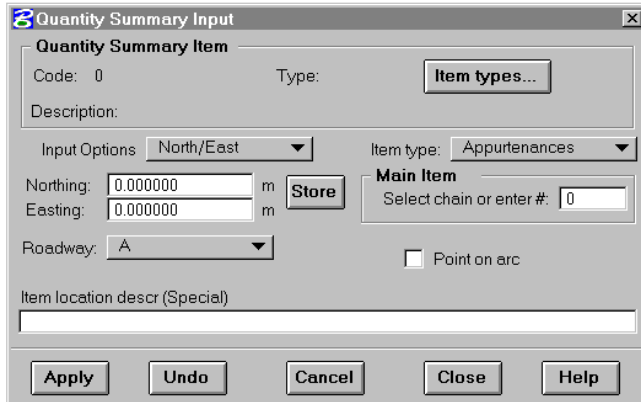 Quantity Summary Input
Quantity Summary Item
Code: 0 Type: Item types...
Description:
Input Options North/East Item type: Appurtenances
Northing: 0.000000 m Store
Easting: 0.000000 m
Main Item
Select chain or enter #: 0
Roadway: A
Point on arc
Item location descr (Special)
Apply Undo Cancel Close Help